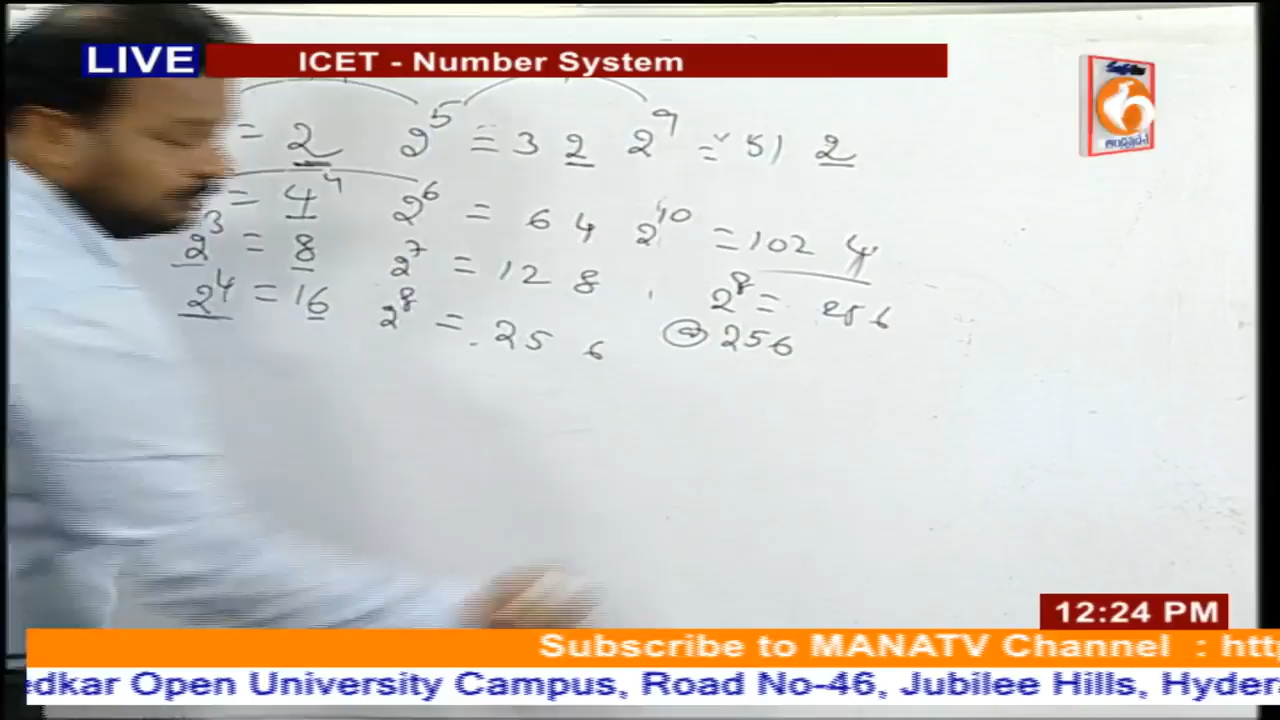 LIVE ICET - Number System
= 2 2⁵ = 32 2⁹ = 512
= 4 2⁶ = 64 2¹⁰ = 1024
2³ = 8 2⁷ = 128 2⁸ = 256
2⁴ = 16 2⁸ = 256 256
12:24 PM
Subscribe to MANATV Channel : http
edkar Open University Campus, Road No-46, Jubilee Hills, Hydera